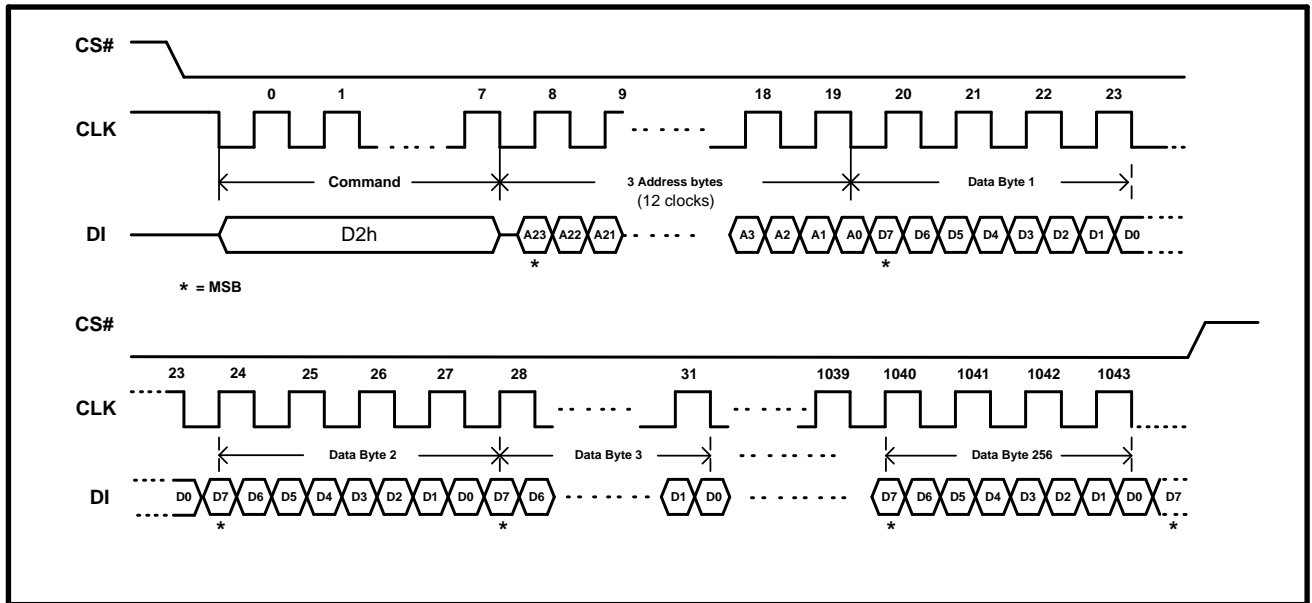 CS#
0 1 7 8 9 18 19 20 21 22 23
CLK
Command 3 Address bytes Data Byte 1
(12 clocks)
DI D2h A23 A22 A21 A3 A2 A1 A0 D7 D6 D5 D4 D3 D2 D1 D0
* *
* = MSB
CS#
23 24 25 26 27 28 31 1039 1040 1041 1042 1043
CLK
Data Byte 2 Data Byte 3 Data Byte 256
DI D0 D7 D6 D5 D4 D3 D2 D1 D0 D7 D6 D1 D0 D7 D6 D5 D4 D3 D2 D1 D0 D7
* * * *